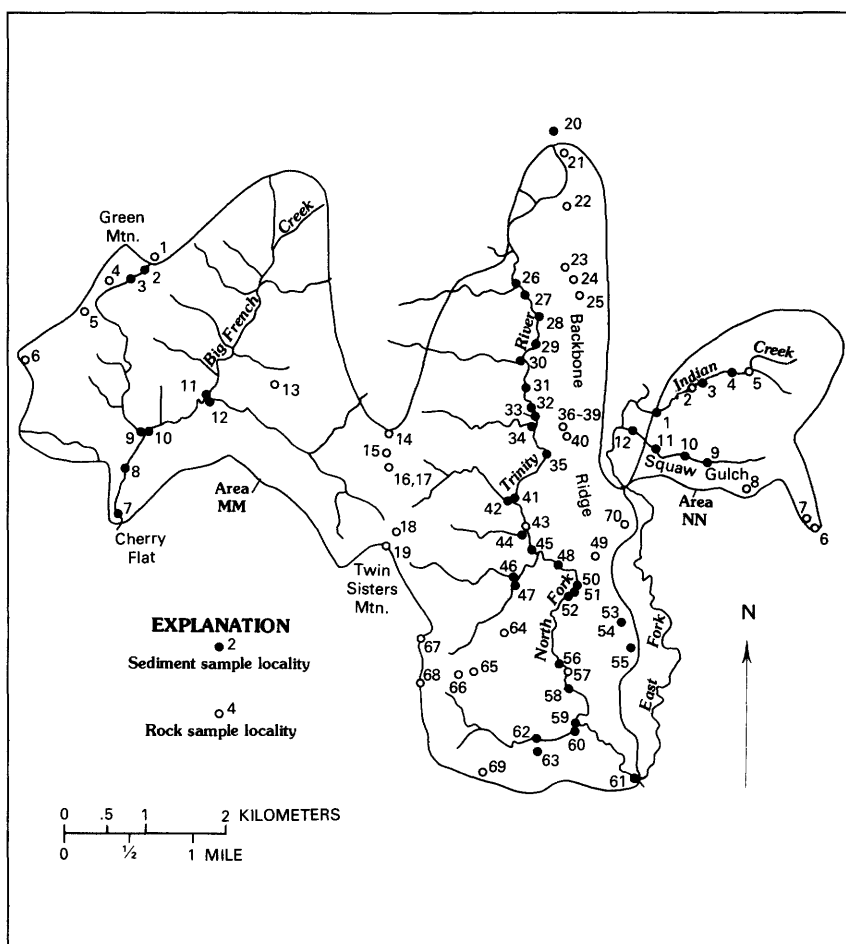 20
21
22
Green
Mtn.
1
2
3
4
5
6
Big French
Creek
23
24
25
26
27
28
29
30
River
Backbone
Ridge
31
32
33
34
35
36–39
40
11
12
13
14
15
16,17
9
10
8
7
Cherry
Flat
Area
MM
18
19
Twin
Sisters
Mtn.
Trinity
41
42
43
44
45
46
47
48
49
50
51
52
53
54
55
56
57
58
59
60
61
62
63
64
65
66
67
68
69
70
North
Fork
East
Fork
Indian
Creek
1
2
3
4
5
12
11
10
9
Squaw
Gulch
8
Area
NN
7
6
N
EXPLANATION
2
Sediment sample locality
4
Rock sample locality
0 .5 1 2 KILOMETERS
0 ½ 1 MILE